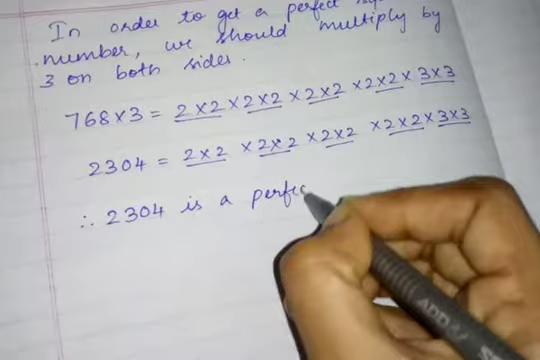 In order to get a perfect
number, we should multiply by
3 on both sides.
768×3 = 2×2×2×2×2×2×2×2×3×3
2304 = 2×2×2×2×2×2×2×2×3×3
∴ 2304 is a perfec
ADD